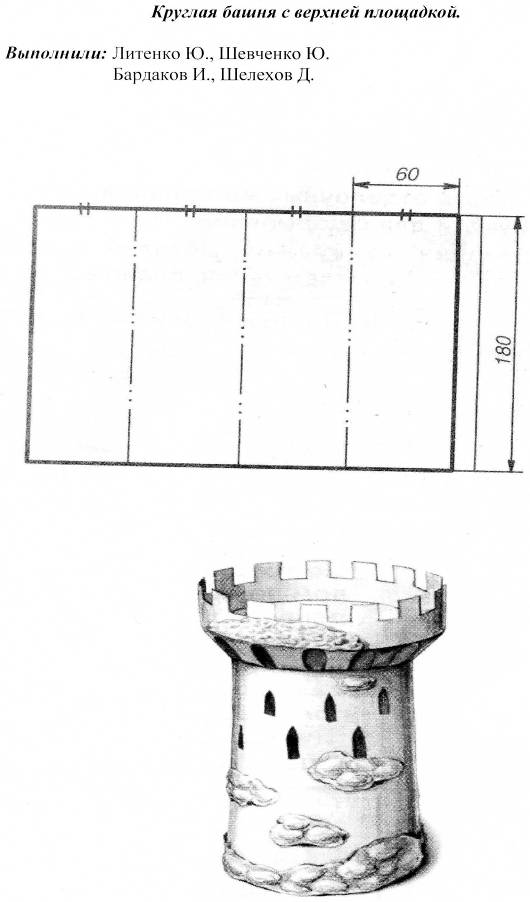 Круглая башня с верхней площадкой.
Выполнили: Литенко Ю., Шевченко Ю.
Бардаков И., Шелехов Д.
60
180